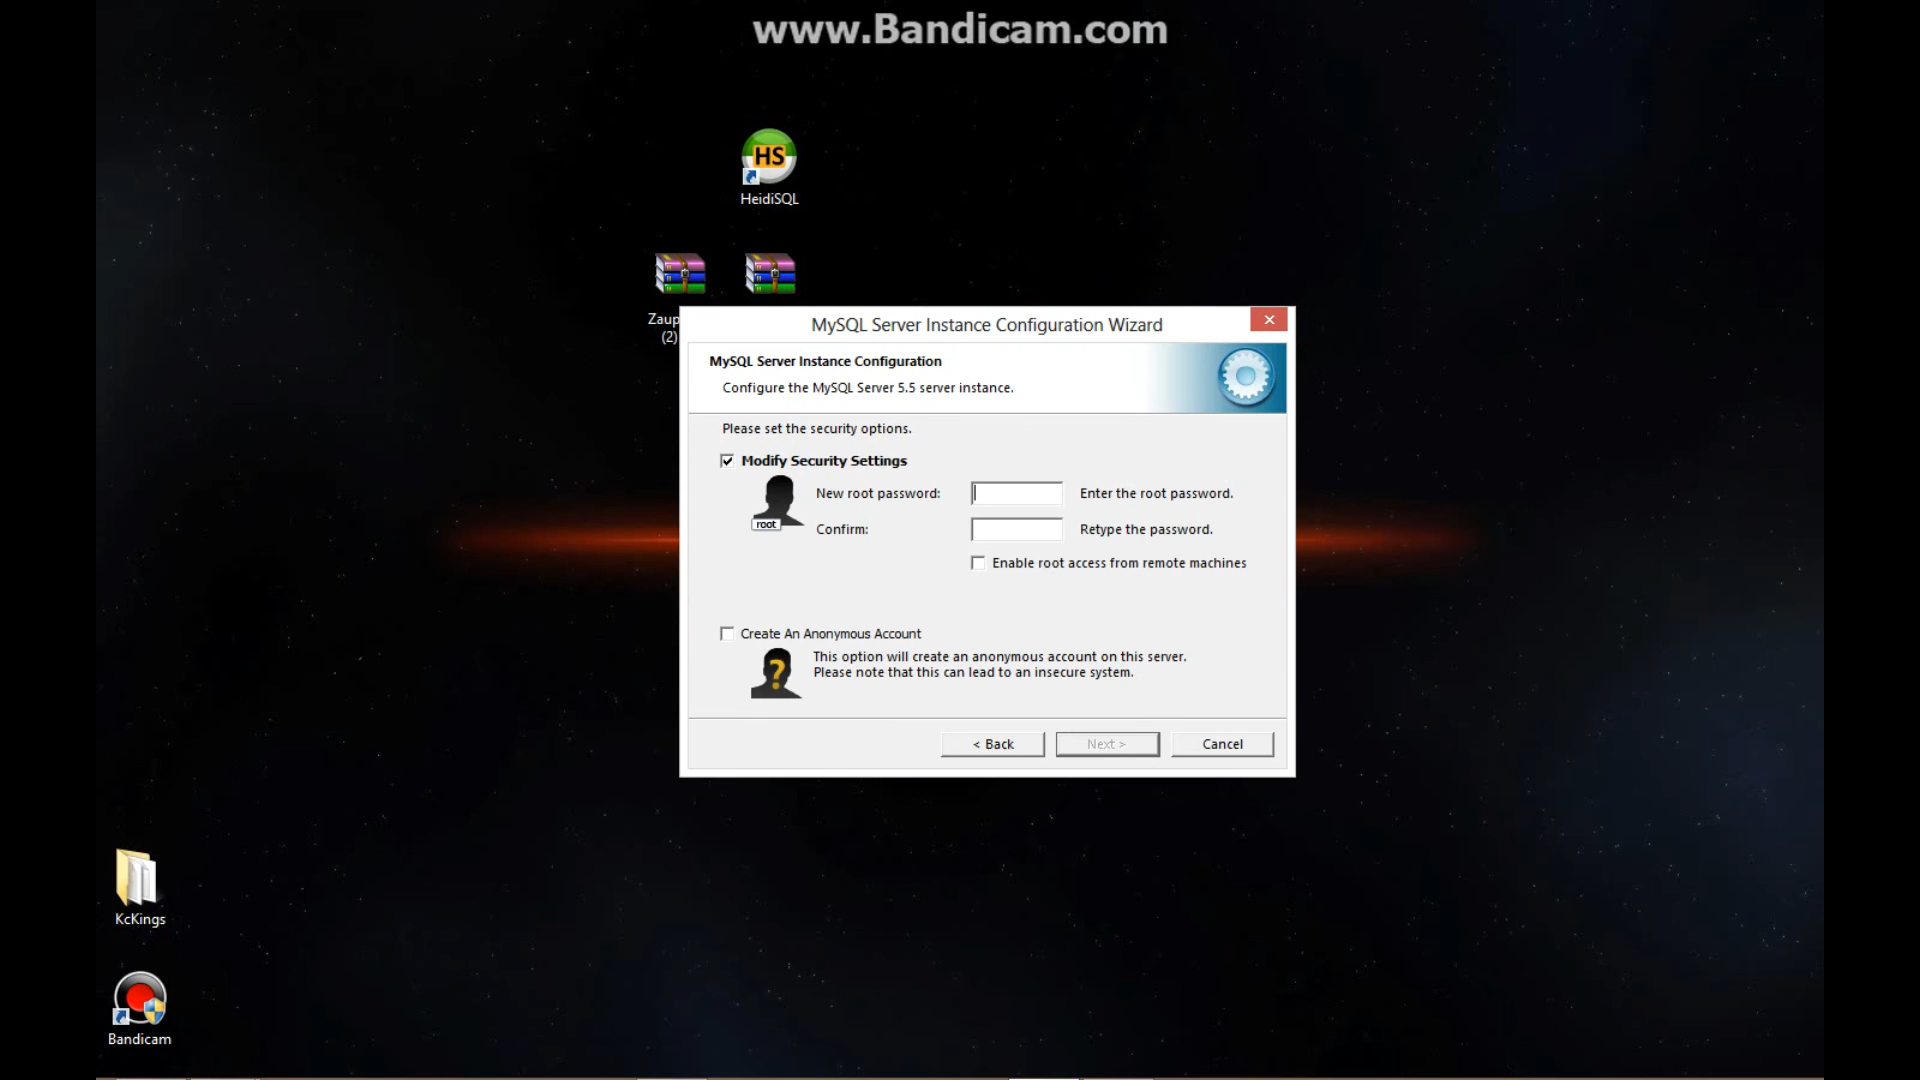 www.Bandicam.com
HS
HeidiSQL
Zaup
(2)
MySQL Server Instance Configuration Wizard
MySQL Server Instance Configuration
Configure the MySQL Server 5.5 server instance.
Please set the security options.
Modify Security Settings
root
New root password:
Enter the root password.
Confirm:
Retype the password.
Enable root access from remote machines
Create An Anonymous Account
?
This option will create an anonymous account on this server.
Please note that this can lead to an insecure system.
< Back
Next >
Cancel
KcKings
Bandicam